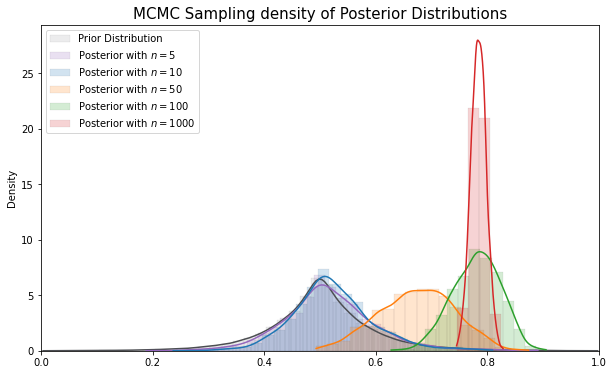 MCMC Sampling density of Posterior Distributions
Prior Distribution
Posterior with n = 5
Posterior with n = 10
Posterior with n = 50
Posterior with n = 100
Posterior with n = 1000
Density
25
20
15
10
5
0
0.0 0.2 0.4 0.6 0.8 1.0